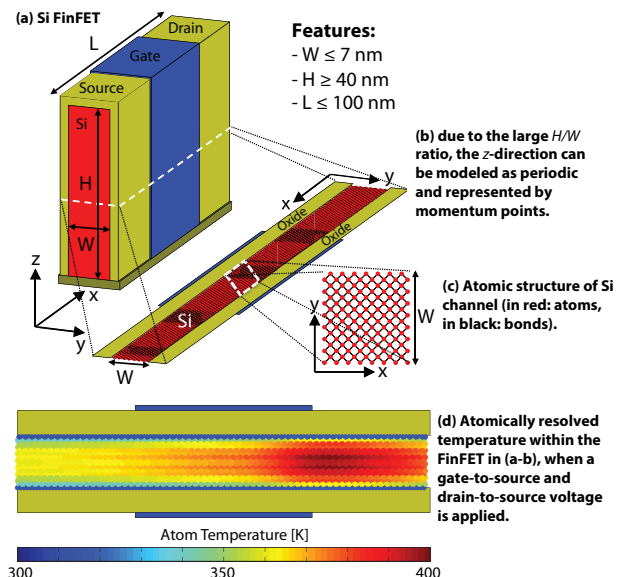 (a) Si FinFET
L
Drain
Gate
Source
Si
H
W
z
x
y
Features:
- W ≤ 7 nm
- H ≥ 40 nm
- L ≤ 100 nm
(b) due to the large H/W
ratio, the z-direction can
be modeled as periodic
and represented by
momentum points.
x
y
Oxide
Oxide
Si
W
(c) Atomic structure of Si
channel (in red: atoms,
in black: bonds).
y
W
x
(d) Atomically resolved
temperature within the
FinFET in (a-b), when a
gate-to-source and
drain-to-source voltage
is applied.
Atom Temperature [K]
300
350
400